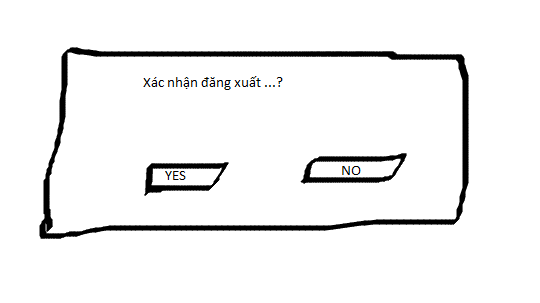 Xác nhận đăng xuất ...?
YES
NO